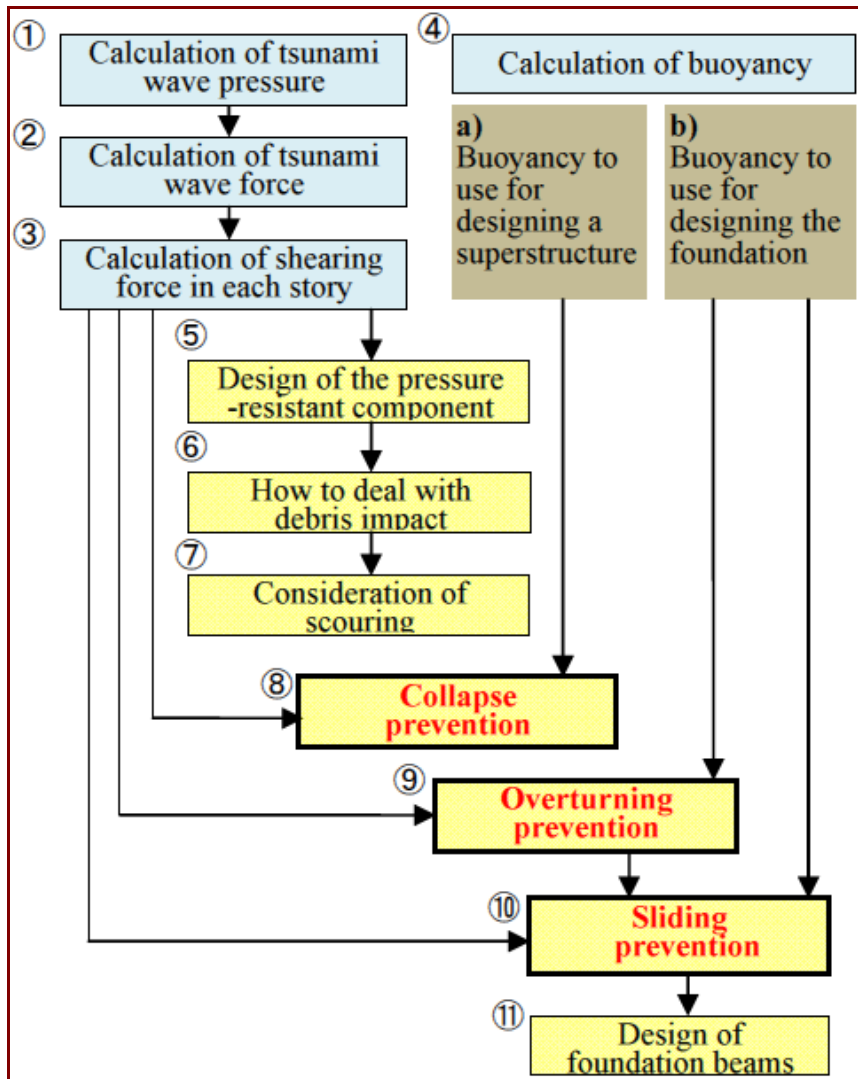 ①
Calculation of tsunami
wave pressure
②
Calculation of tsunami
wave force
③
Calculation of shearing
force in each story
④
Calculation of buoyancy
a)
Buoyancy to
use for
designing a
superstructure
b)
Buoyancy to
use for
designing the
foundation
⑤
Design of the pressure
-resistant component
⑥
How to deal with
debris impact
⑦
Consideration of
scouring
⑧
Collapse
prevention
⑨
Overturning
prevention
⑩
Sliding
prevention
⑪
Design of
foundation beams